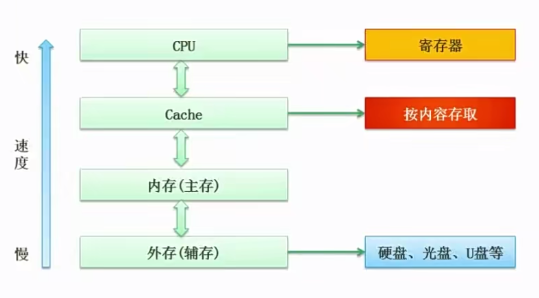 快
CPU
寄存器
Cache
按内容存取
速度
内存(主存)
慢
外存(辅存)
硬盘、光盘、U盘等